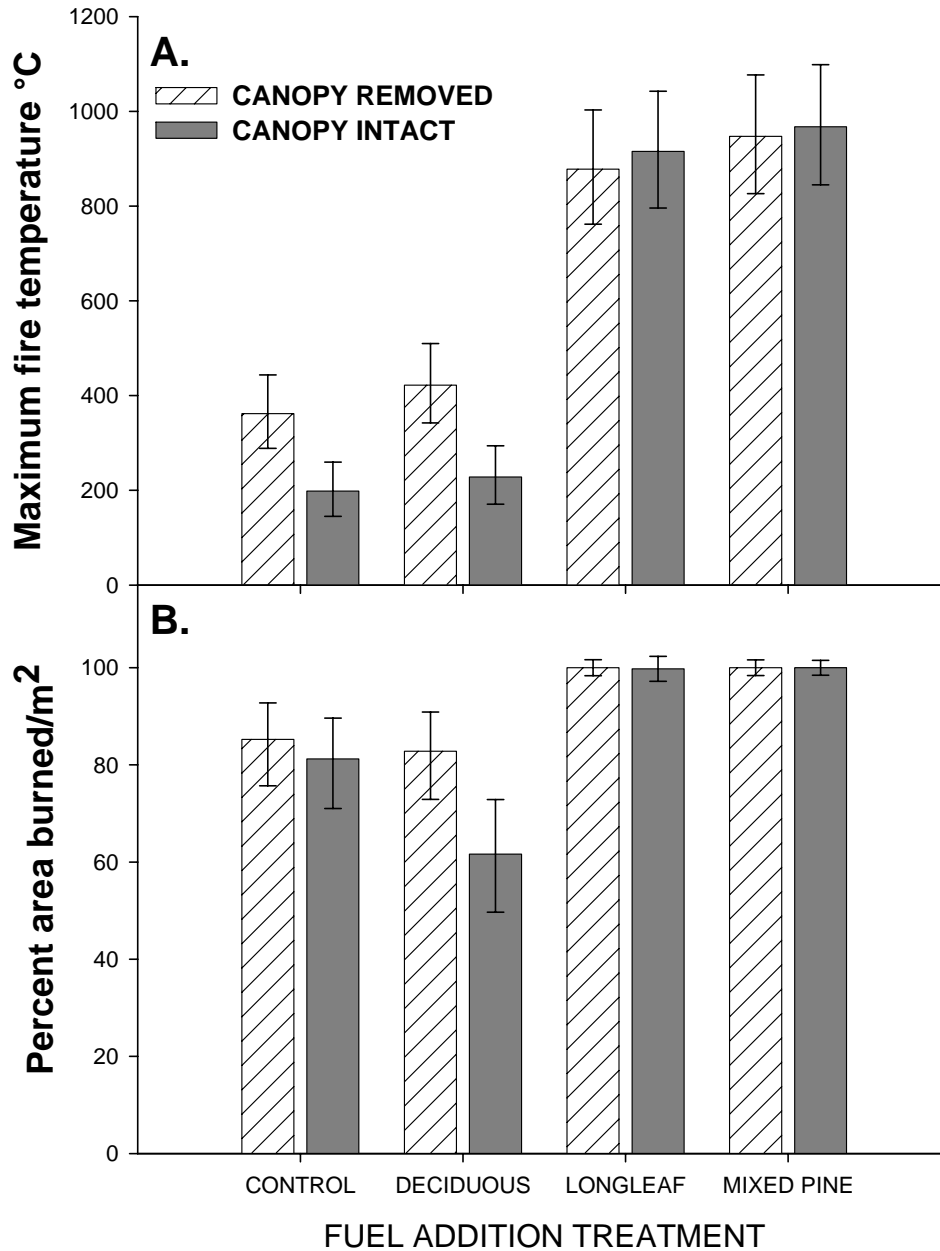 Maximum fire temperature °C
1200
1000
800
600
400
200
0
A.
CANOPY REMOVED
CANOPY INTACT
Percent area burned/m²
100
80
60
40
20
0
B.
CONTROL DECIDUOUS LONGLEAF MIXED PINE
FUEL ADDITION TREATMENT